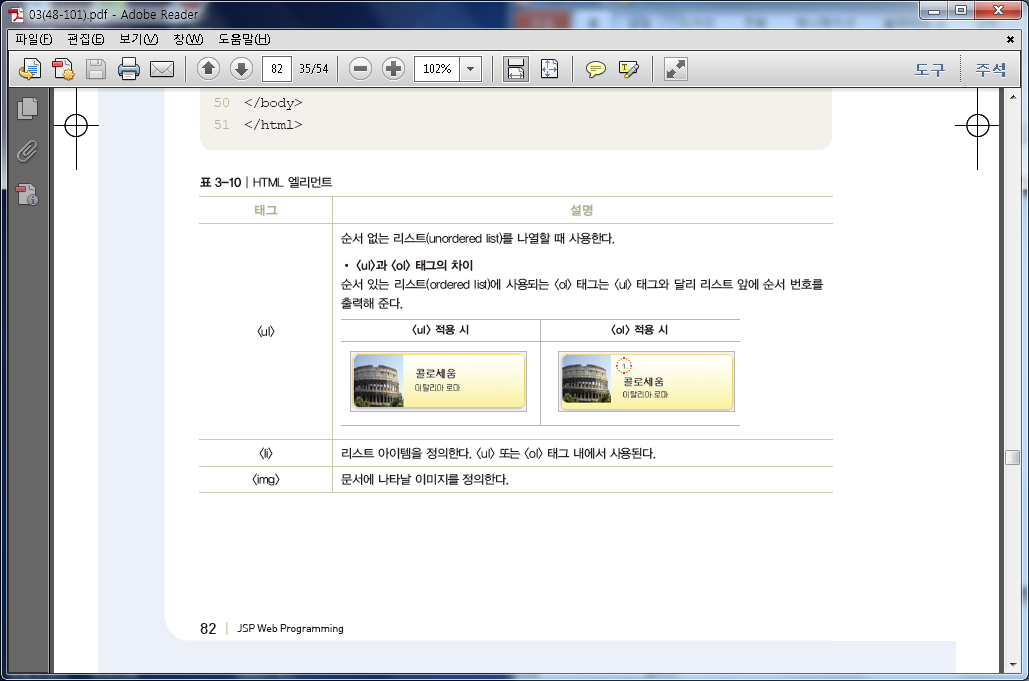 03(48-101).pdf - Adobe Reader
파일(F) 편집(E) 보기(V) 창(W) 도움말(H)
82 35/54 102% 도구 주석
50 </body>
51 </html>
표 3-10 | HTML 엘리먼트
태그 설명
순서 없는 리스트(unordered list)를 나열할 때 사용한다.
• 〈ul〉과 〈ol〉 태그의 차이
순서 있는 리스트(ordered list)에 사용되는 〈ol〉 태그는 〈ul〉 태그와 달리 리스트 앞에 순서 번호를
출력해 준다.
〈ul〉
〈ul〉 적용 시 〈ol〉 적용 시
콜로세움
이탈리아 로마
1.
콜로세움
이탈리아 로마
〈li〉 리스트 아이템을 정의한다. 〈ul〉 또는 〈ol〉 태그 내에서 사용된다.
〈img〉 문서에 나타날 이미지를 정의한다.
82 | JSP Web Programming